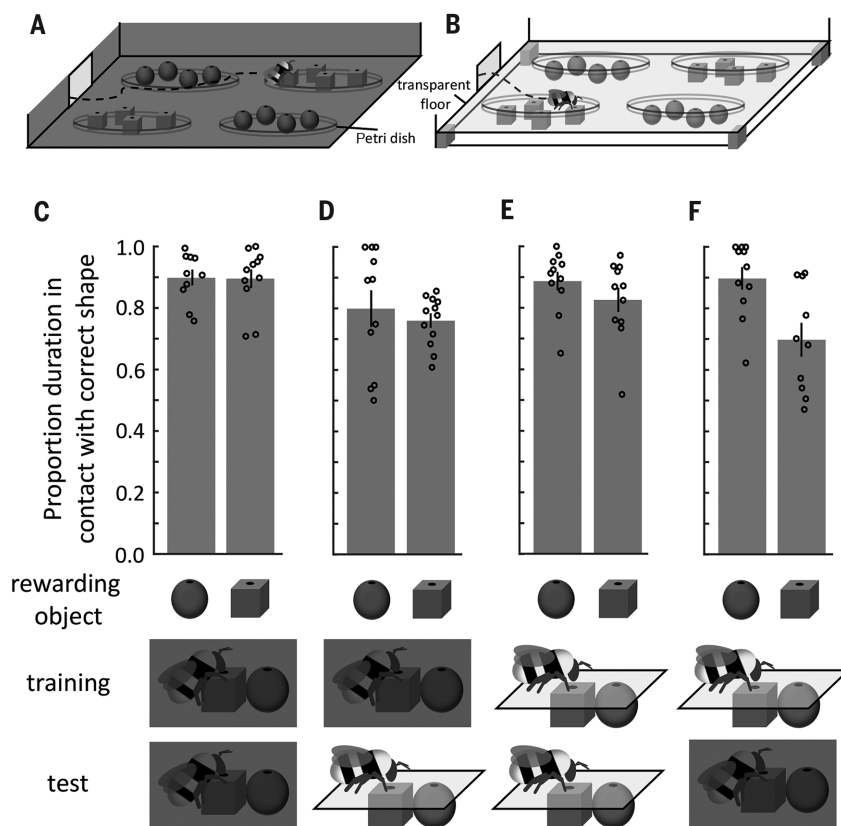 A
B
transparent
floor
Petri dish
C
D
E
F
Proportion duration in
contact with correct shape
1.0
0.8
0.6
0.4
0.2
0.0
rewarding
object
training
test